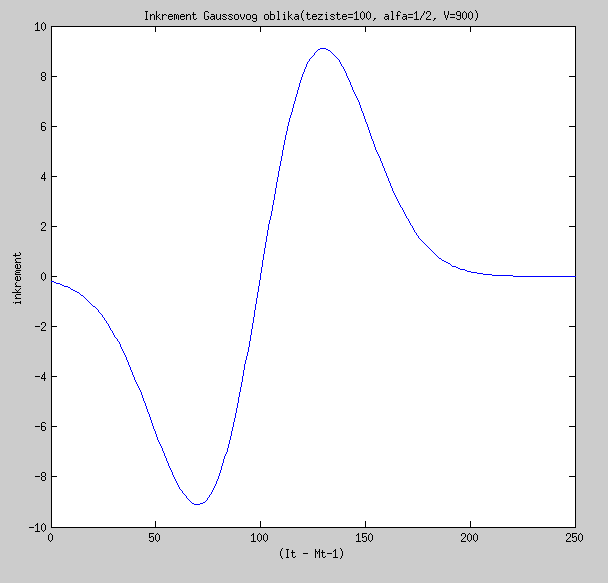 Inkrement Gaussovog oblika(teziste=100, alfa=1/2, V=900)
10
8
6
4
2
0
-2
-4
-6
-8
-10
inkrement
0 50 100 150 200 250
(It - Mt-1)